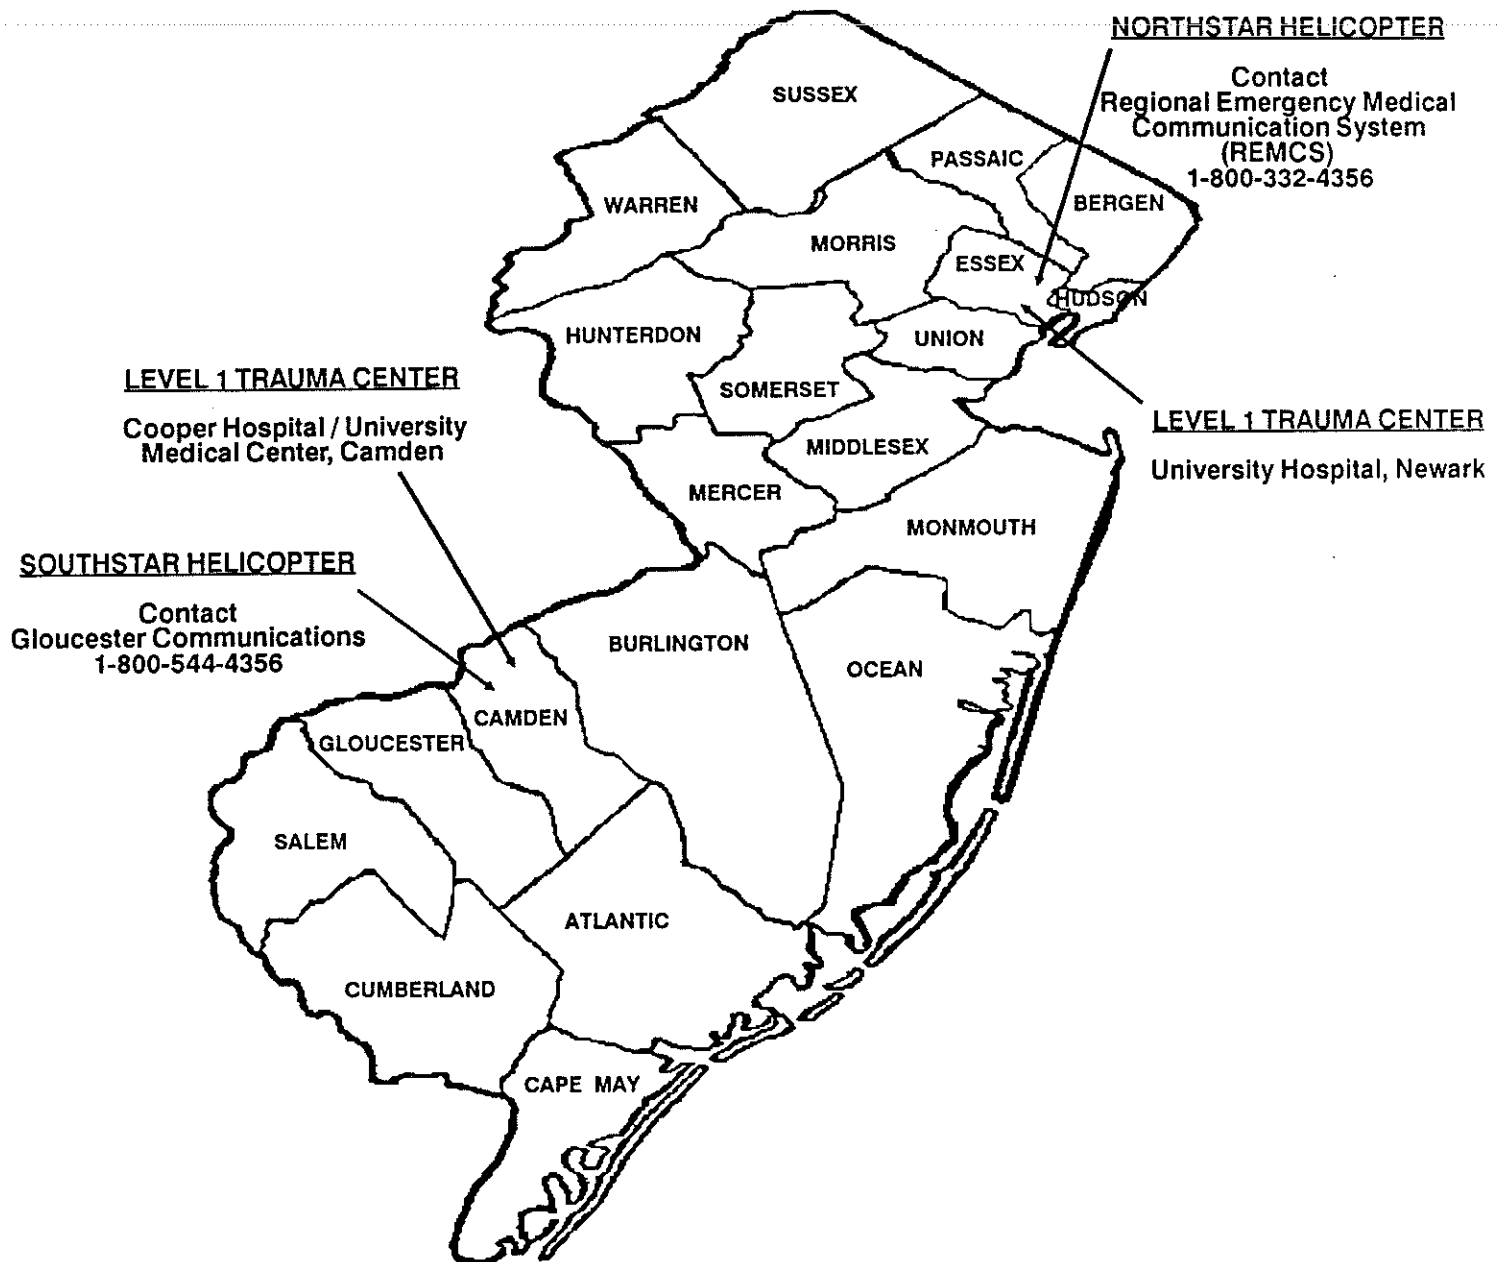 NORTHSTAR HELICOPTER
Contact
Regional Emergency Medical
Communication System
(REMCS)
1-800-332-4356
SUSSEX
PASSAIC
BERGEN
WARREN
MORRIS
ESSEX
HUDSON
HUNTERDON
UNION
SOMERSET
LEVEL 1 TRAUMA CENTER
Cooper Hospital / University
Medical Center, Camden
LEVEL 1 TRAUMA CENTER
University Hospital, Newark
MIDDLESEX
MERCER
MONMOUTH
SOUTHSTAR HELICOPTER
Contact
Gloucester Communications
1-800-544-4356
BURLINGTON
OCEAN
CAMDEN
GLOUCESTER
SALEM
ATLANTIC
CUMBERLAND
CAPE MAY